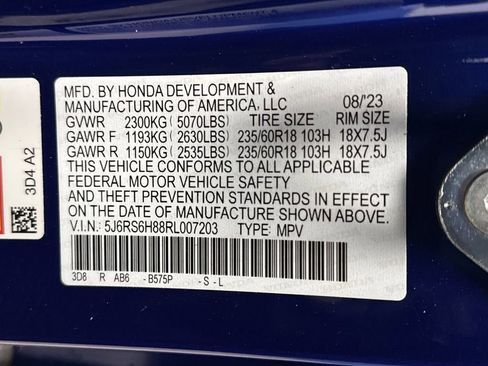 MFD. BY HONDA DEVELOPMENT &
MANUFACTURING OF AMERICA, LLC 08/'23
GVWR 2300KG ( 5070LBS) TIRE SIZE RIM SIZE
GAWR F 1193KG ( 2630LBS) 235/60R18 103H 18X7.5J
GAWR R 1150KG ( 2535LBS) 235/60R18 103H 18X7.5J
THIS VEHICLE CONFORMS TO ALL APPLICABLE
FEDERAL MOTOR VEHICLE SAFETY
AND THEFT PREVENTION STANDARDS IN EFFECT
ON THE DATE OF MANUFACTURE SHOWN ABOVE.
V.I.N.: 5J6RS6H88RL007203 TYPE: MPV
3D8 R AB6 -B575P -S-L
3D4 A2